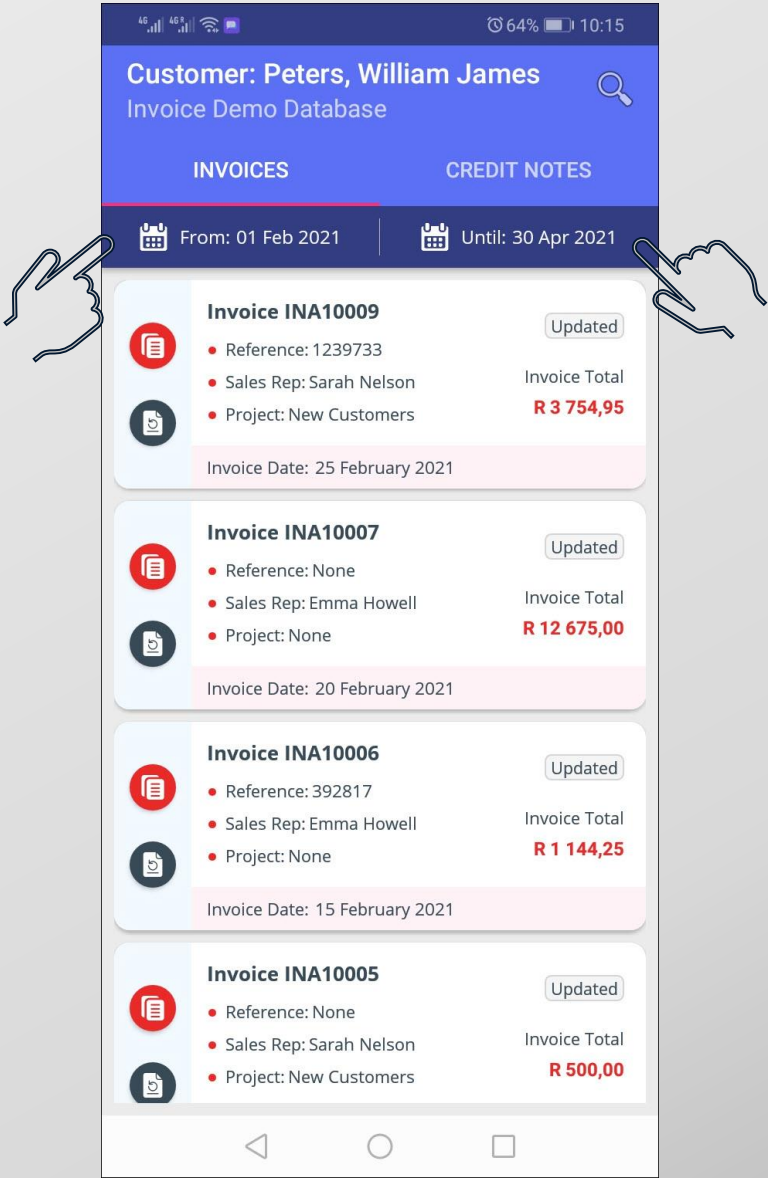 4G 4G R 64% 10:15
Customer: Peters, William James
Invoice Demo Database
INVOICES CREDIT NOTES
From: 01 Feb 2021 Until: 30 Apr 2021
Invoice INA10009
Updated
Reference: 1239733
Sales Rep: Sarah Nelson
Invoice Total
Project: New Customers
R 3 754,95
Invoice Date: 25 February 2021
Invoice INA10007
Updated
Reference: None
Sales Rep: Emma Howell
Invoice Total
Project: None
R 12 675,00
Invoice Date: 20 February 2021
Invoice INA10006
Updated
Reference: 392817
Sales Rep: Emma Howell
Invoice Total
Project: None
R 1 144,25
Invoice Date: 15 February 2021
Invoice INA10005
Updated
Reference: None
Sales Rep: Sarah Nelson
Invoice Total
Project: New Customers
R 500,00